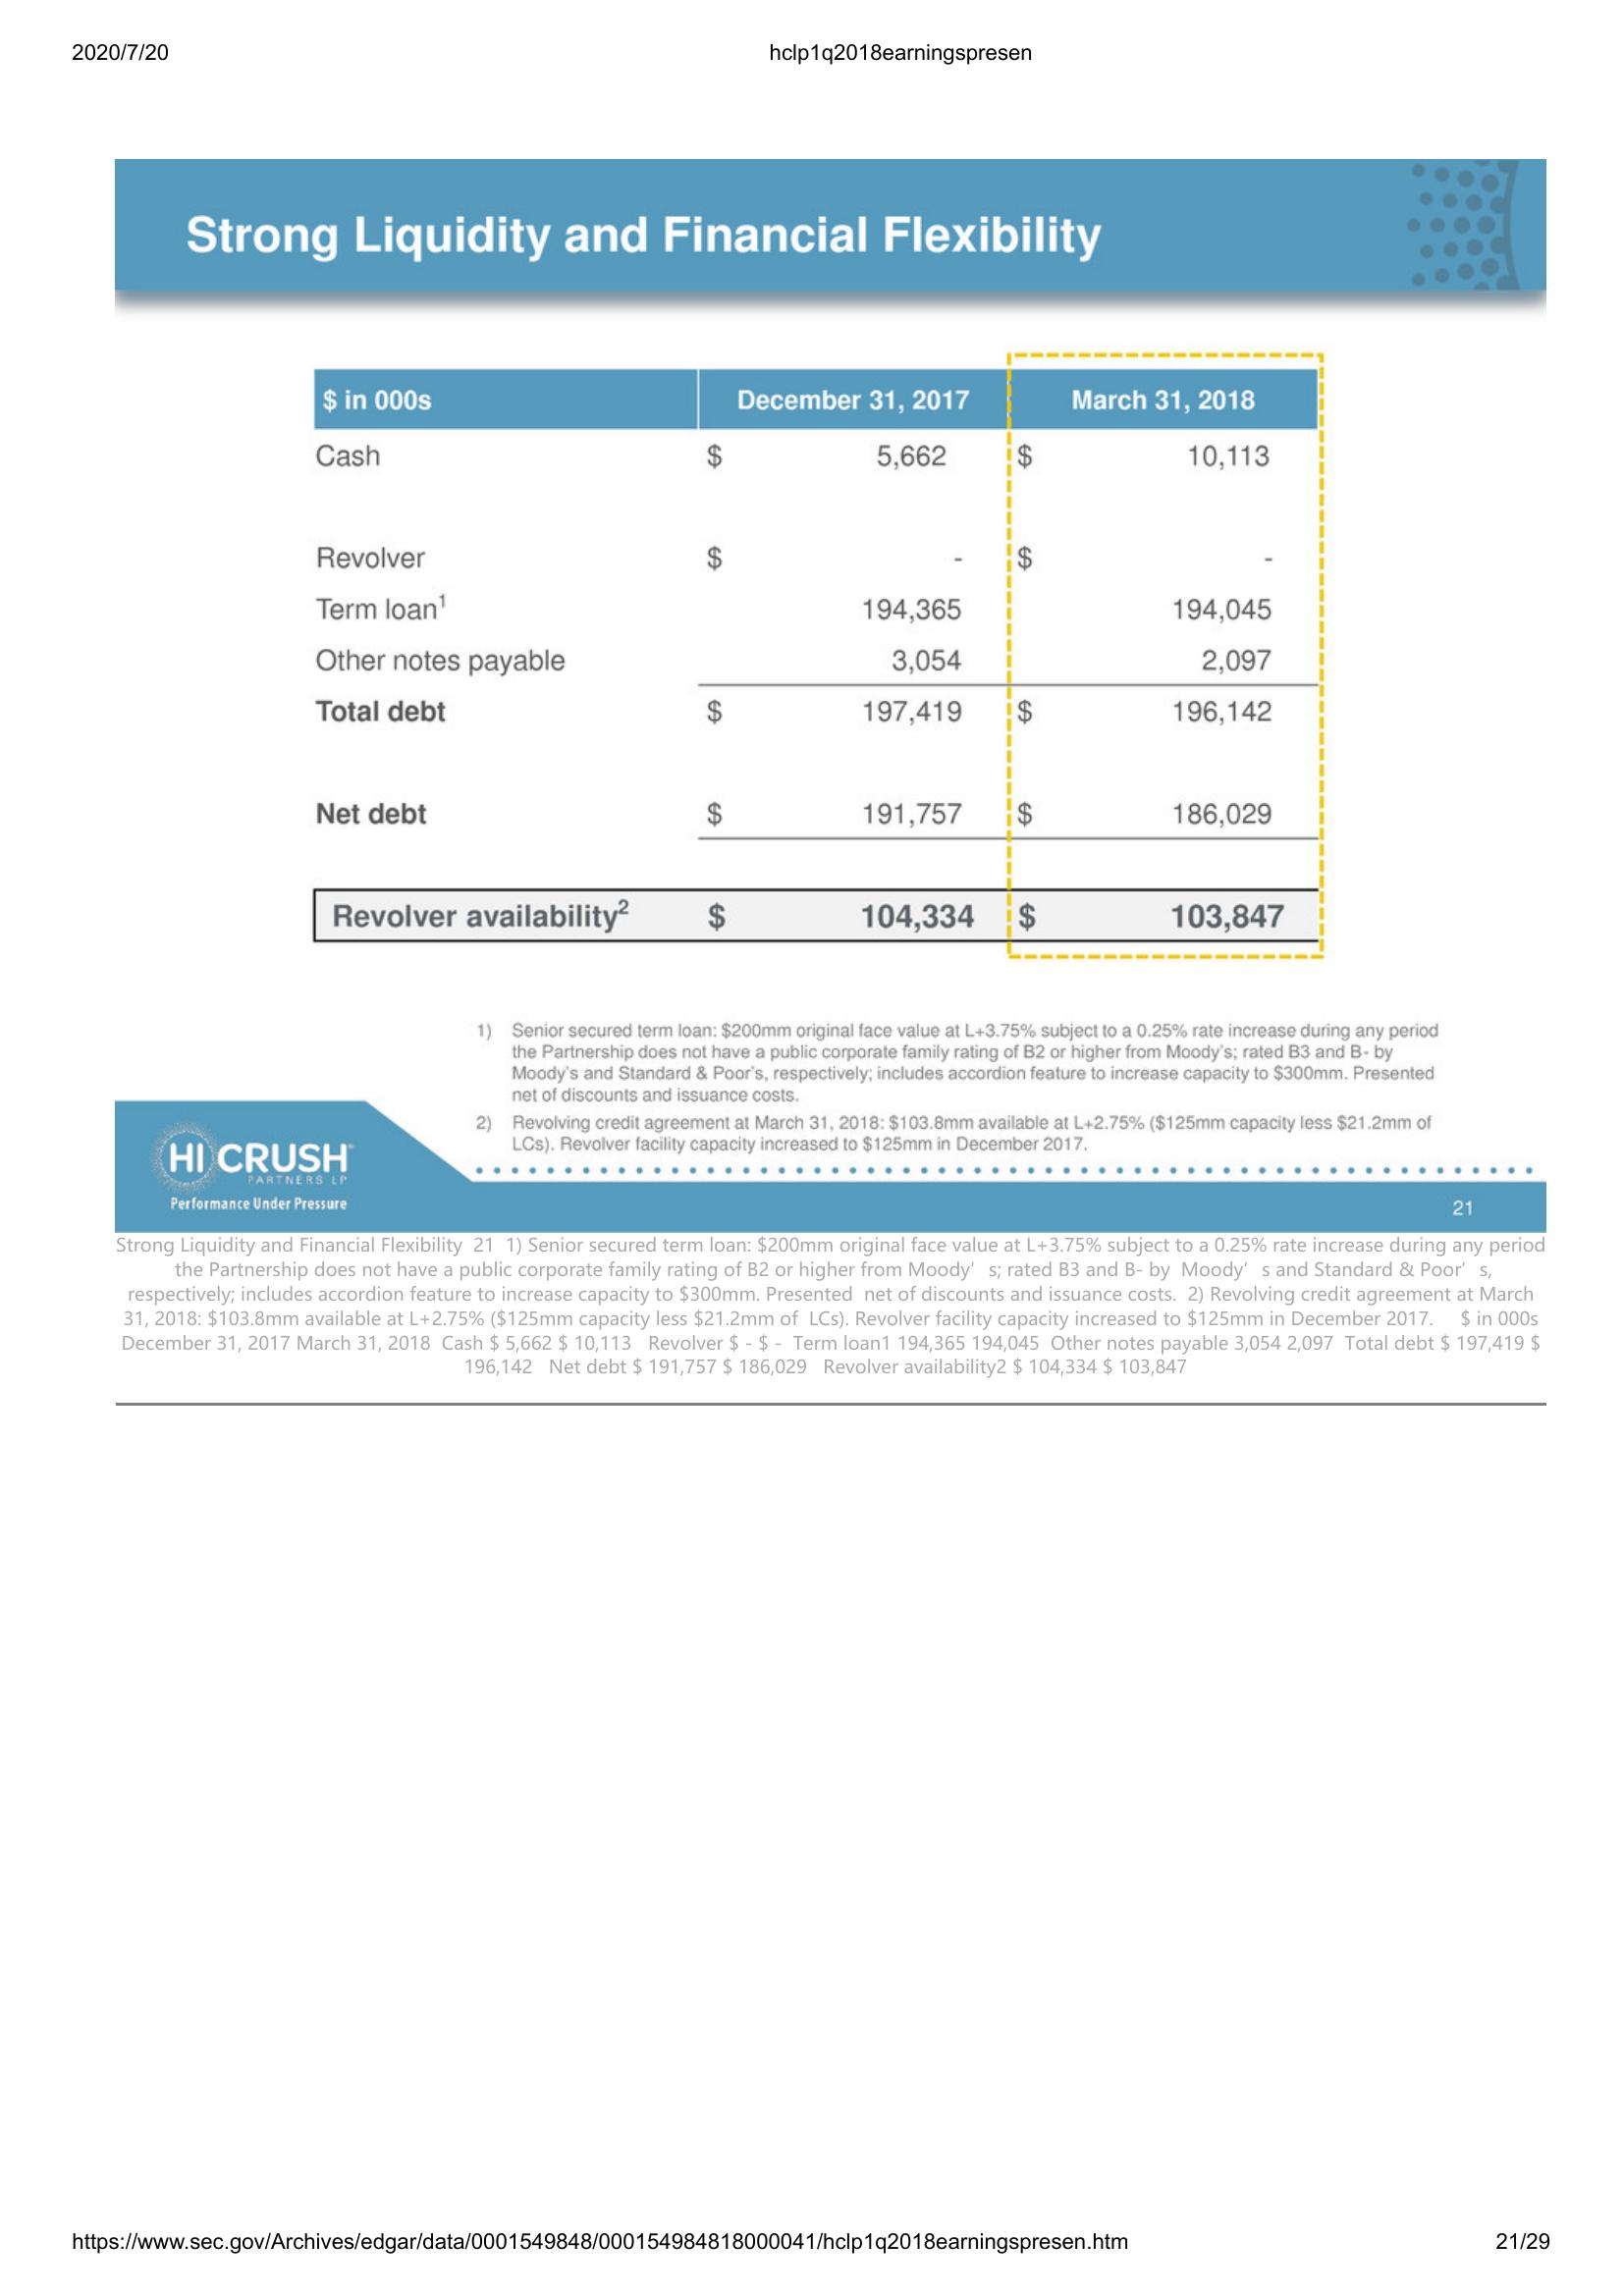 2020/7/20 hclp1q2018earningspresen
Strong Liquidity and Financial Flexibility
$ in 000s December 31, 2017 March 31, 2018
Cash $ 5,662 $ 10,113
Revolver $ - $ -
Term loan1 194,365 194,045
Other notes payable 3,054 2,097
Total debt $ 197,419 $ 196,142
Net debt $ 191,757 $ 186,029
Revolver availability2 $ 104,334 $ 103,847
1) Senior secured term loan: $200mm original face value at L+3.75% subject to a 0.25% rate increase during any period
the Partnership does not have a public corporate family rating of B2 or higher from Moody's; rated B3 and B- by
Moody's and Standard & Poor's, respectively; includes accordion feature to increase capacity to $300mm. Presented
net of discounts and issuance costs.
2) Revolving credit agreement at March 31, 2018: $103.8mm available at L+2.75% ($125mm capacity less $21.2mm of
LCs). Revolver facility capacity increased to $125mm in December 2017.
HI CRUSH
PARTNERS LP
Performance Under Pressure
21
Strong Liquidity and Financial Flexibility 21 1) Senior secured term loan: $200mm original face value at L+3.75% subject to a 0.25% rate increase during any period
the Partnership does not have a public corporate family rating of B2 or higher from Moody’ s; rated B3 and B- by Moody’ s and Standard & Poor’ s,
respectively; includes accordion feature to increase capacity to $300mm. Presented net of discounts and issuance costs. 2) Revolving credit agreement at March
31, 2018: $103.8mm available at L+2.75% ($125mm capacity less $21.2mm of LCs). Revolver facility capacity increased to $125mm in December 2017. $ in 000s
December 31, 2017 March 31, 2018 Cash $ 5,662 $ 10,113 Revolver $ - $ - Term loan1 194,365 194,045 Other notes payable 3,054 2,097 Total debt $ 197,419 $
196,142 Net debt $ 191,757 $ 186,029 Revolver availability2 $ 104,334 $ 103,847
https://www.sec.gov/Archives/edgar/data/0001549848/000154984818000041/hclp1q2018earningspresen.htm 21/29